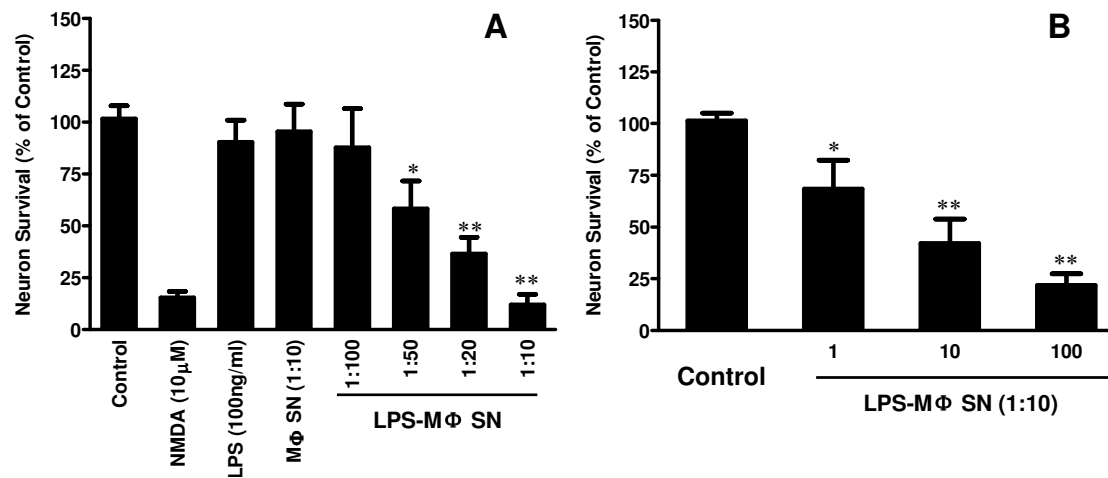 A
Neuron Survival (% of Control)
150
125
100
75
50
25
0
*
**
**
Control
NMDA (10μM)
LPS (100ng/ml)
MΦ SN (1:10)
1:100
1:50
1:20
1:10
LPS-MΦ SN
B
Neuron Survival (% of Control)
150
125
100
75
50
25
0
*
**
**
Control
1
10
100
LPS-MΦ SN (1:10)